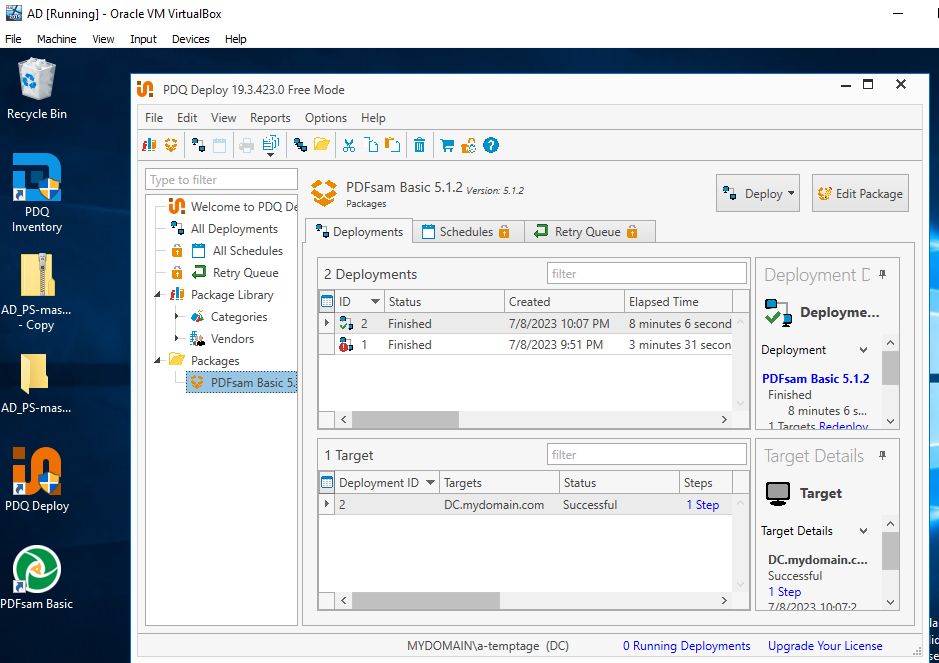 AD [Running] - Oracle VM VirtualBox
File Machine View Input Devices Help
Recycle Bin
PDQ
Inventory
AD_PS-mas...
- Copy
AD_PS-mas...
PDQ Deploy
PDFsam Basic
PDQ Deploy 19.3.423.0 Free Mode
File Edit View Reports Options Help
Type to filter
Welcome to PDQ De
All Deployments
All Schedules
Retry Queue
Package Library
Categories
Vendors
Packages
PDFsam Basic 5.
PDFsam Basic 5.1.2 Version: 5.1.2
Packages
Deploy
Edit Package
Deployments Schedules Retry Queue
2 Deployments filter
ID Status Created Elapsed Time
2 Finished 7/8/2023 10:07 PM 8 minutes 6 second
1 Finished 7/8/2023 9:51 PM 3 minutes 31 secon
1 Target filter
Deployment ID Targets Status Steps
2 DC.mydomain.com Successful 1 Step
Deployment D
Deployme...
Deployment
PDFsam Basic 5.1.2
Finished
8 minutes 6 s...
1 Targets Redeploy
Target Details
Target
Target Details
DC.mydomain.c...
Successful
1 Step
7/8/2023 10:07:2
MYDOMAIN\a-temptage (DC) 0 Running Deployments Upgrade Your License